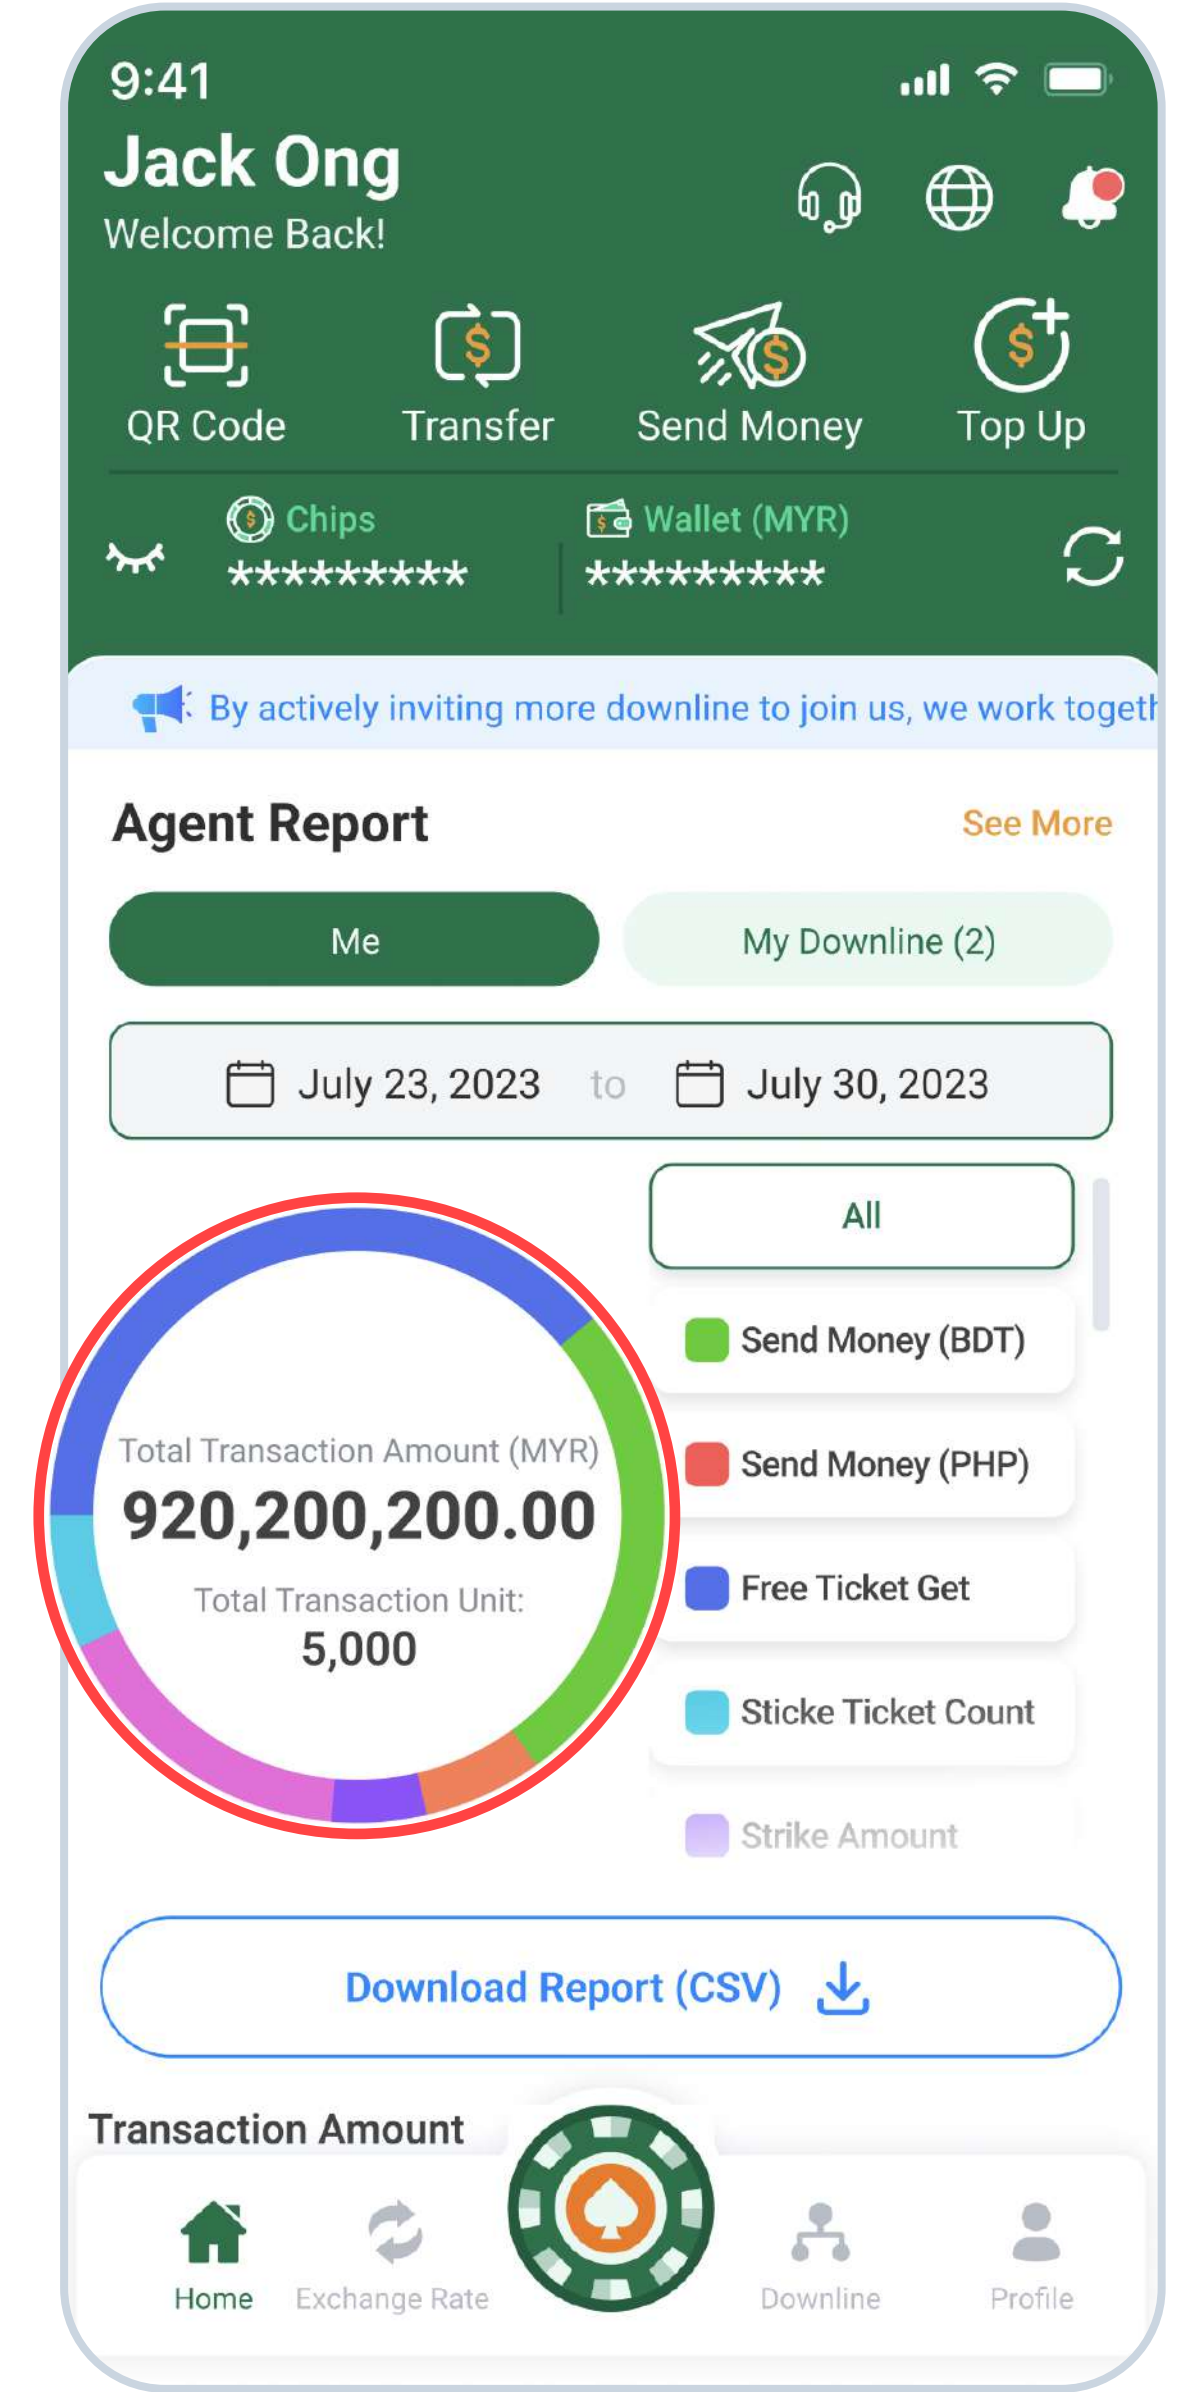 9:41
Jack Ong
Welcome Back!
QR Code
Transfer
Send Money
Top Up
Chips
*********
Wallet (MYR)
*********
By actively inviting more downline to join us, we work togeth
Agent Report
See More
Me
My Downline (2)
July 23, 2023 to July 30, 2023
All
Send Money (BDT)
Send Money (PHP)
Free Ticket Get
Sticke Ticket Count
Strike Amount
Total Transaction Amount (MYR)
920,200,200.00
Total Transaction Unit:
5,000
Download Report (CSV)
Transaction Amount
Home
Exchange Rate
Downline
Profile